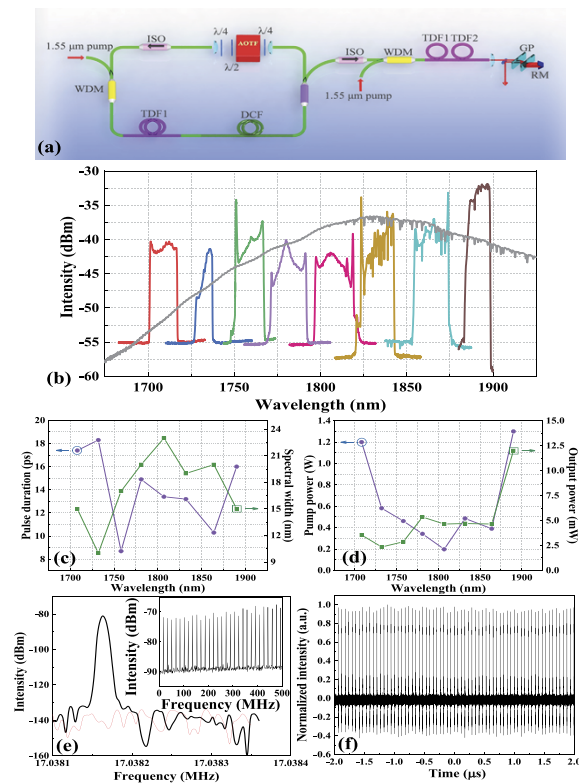 ISO
λ/4
AOTF
λ/4
λ/2
1.55 μm pump
WDM
TDF1
DCF
ISO
WDM
TDF1 TDF2
GP
RM
1.55 μm pump
(a)
Intensity (dBm)
-30
-35
-40
-45
-50
-55
-60
1700 1750 1800 1850 1900
Wavelength (nm)
(b)
Pulse duration (ps)
20
18
16
14
12
10
8
24
21
18
15
12
9
Spectral width (nm)
1700 1750 1800 1850 1900
Wavelength (nm)
(c)
Pump power (W)
1.4
1.2
1.0
0.8
0.6
0.4
0.2
0.0
15.0
12.5
10.0
7.5
5.0
2.5
0.0
Output power (mW)
1700 1750 1800 1850 1900
Wavelength (nm)
(d)
Intensity (dBm)
-80
-100
-120
-140
-160
17.0381 17.0382 17.0383 17.0384
Frequency (MHz)
(e)
Intensity (dBm)
-70
-80
-90
0 100 200 300 400 500
Frequency (MHz)
Normalized intensity (a.u.)
1.0
0.8
0.6
0.4
0.2
0.0
-0.2
-0.4
-0.6
-2.0 -1.5 -1.0 -0.5 0.0 0.5 1.0 1.5 2.0
Time (μs)
(f)